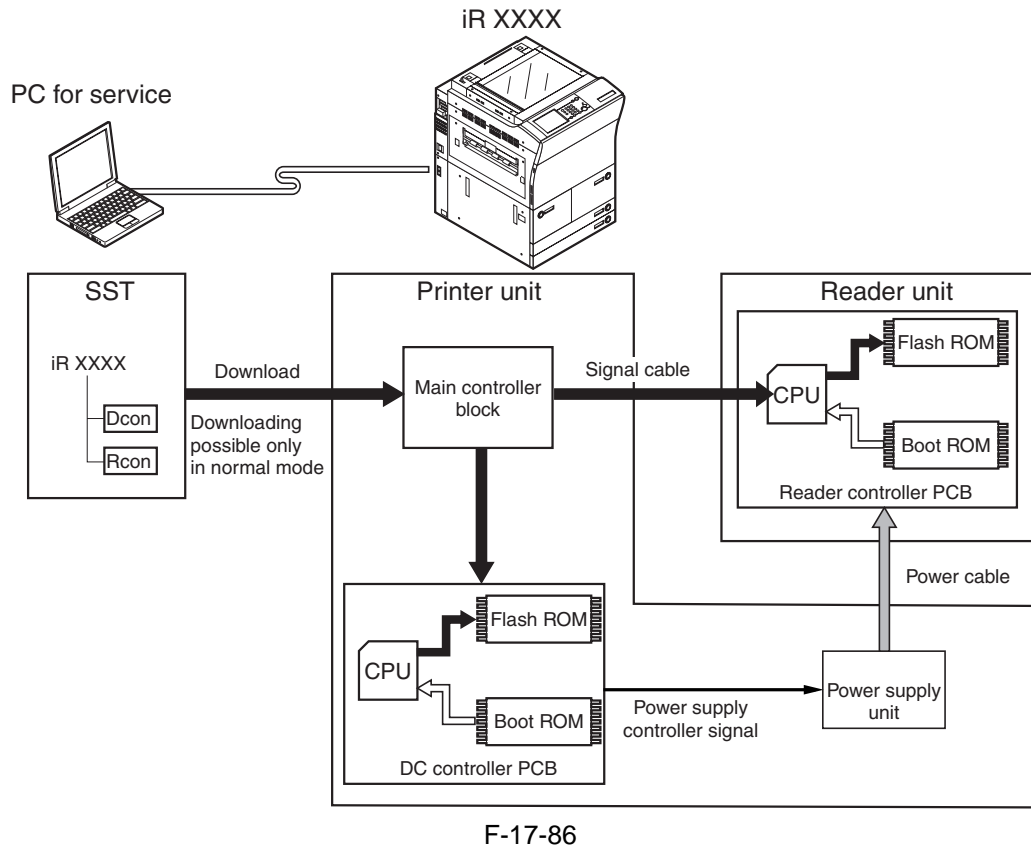 iR XXXX
PC for service
SST
iR XXXX
Dcon
Rcon
Download
Downloading
possible only
in normal mode
Printer unit
Main controller
block
Signal cable
Reader unit
CPU
Flash ROM
Boot ROM
Reader controller PCB
Power cable
CPU
Flash ROM
Boot ROM
DC controller PCB
Power supply
controller signal
Power supply
unit
F-17-86